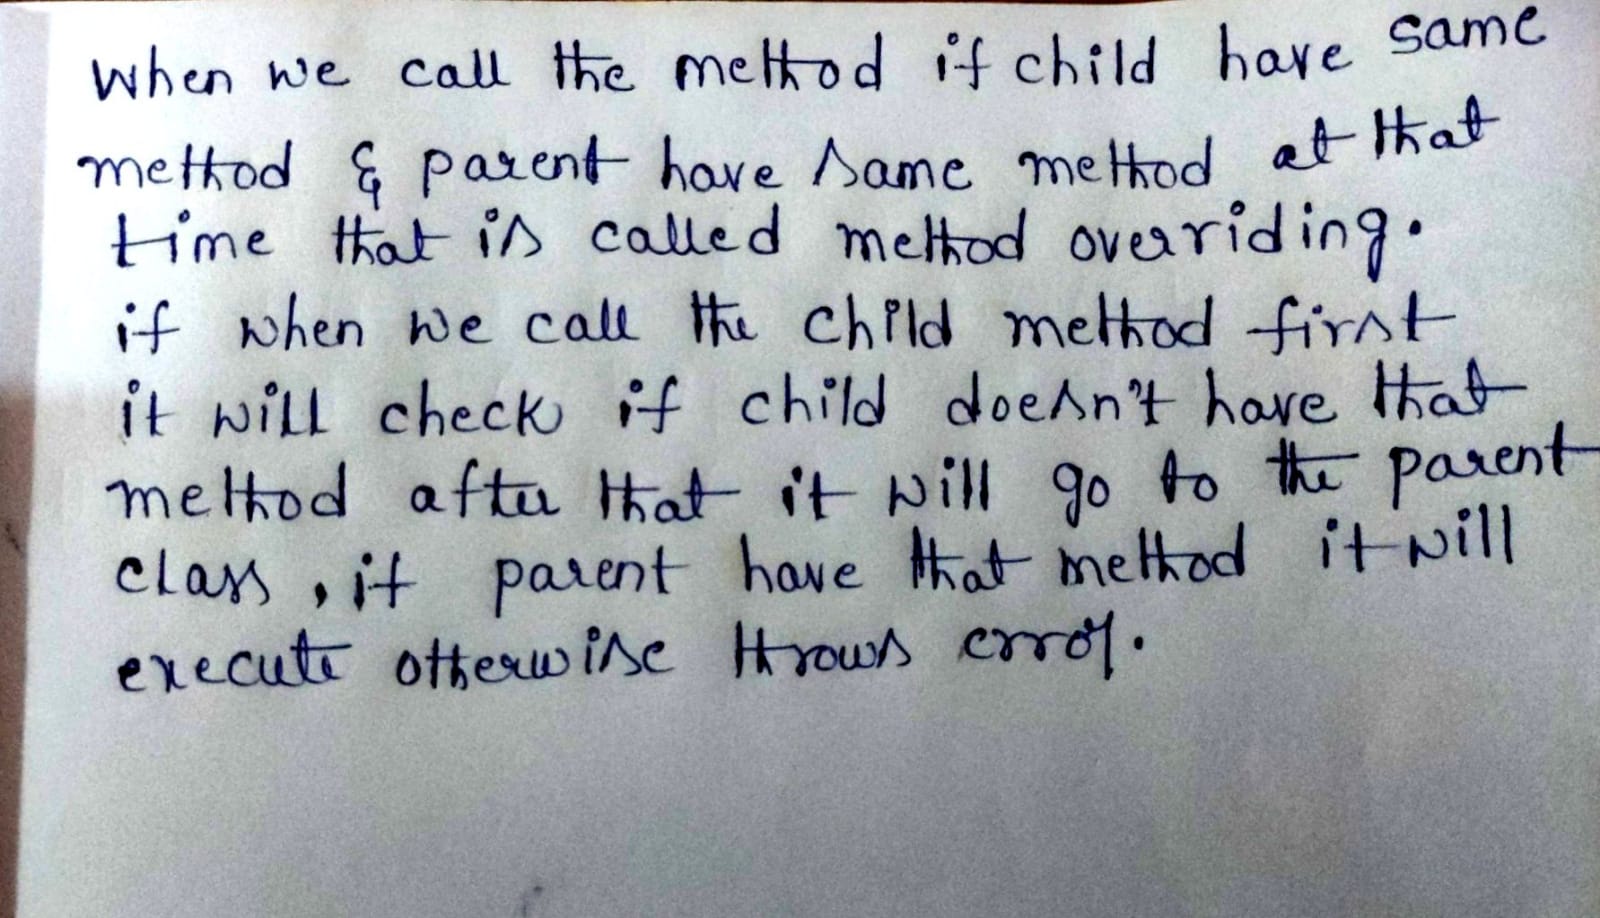 When we call the method if child have same
method & parent have same method at that
time that is called method overriding.
if when we call the child method first
it will check if child doesn't have that
method after that it will go to the parent
class, if parent have that method it will
execute otherwise throws error.